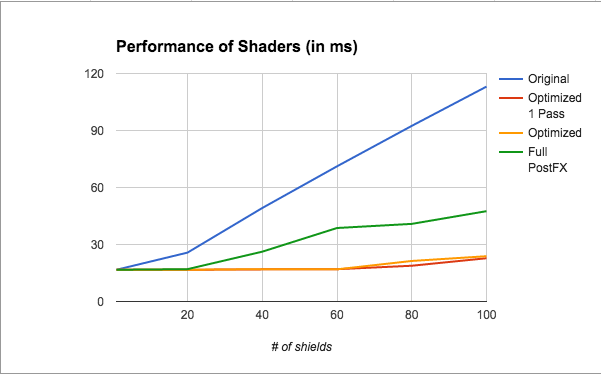 Performance of Shaders (in ms)
120
90
60
30
0
20 40 60 80 100
# of shields
Original
Optimized
1 Pass
Optimized
Full
PostFX